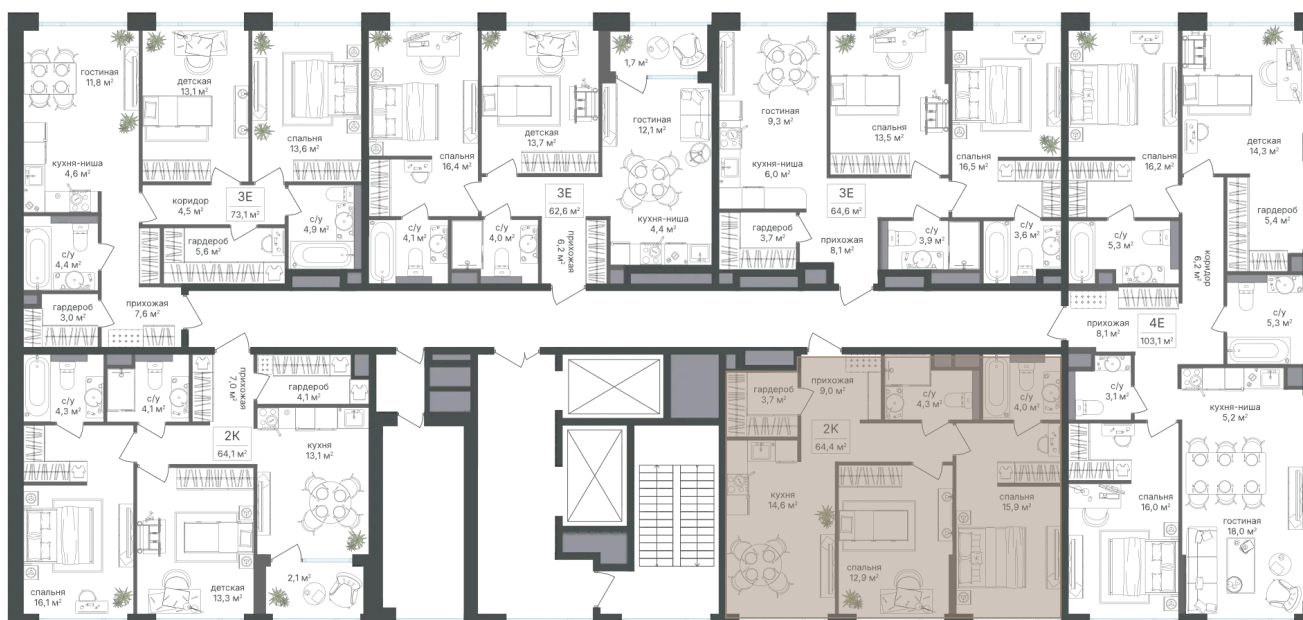 гостиная
11,8 м²
кухня-ниша
4,6 м²
с/у
4,4 м²
гардероб
3,0 м²
прихожая
7,6 м²
детская
13,1 м²
спальня
13,6 м²
коридор
4,5 м²
3Е
73,1 м²
гардероб
5,6 м²
с/у
4,9 м²
спальня
16,4 м²
с/у
4,1 м²
детская
13,7 м²
с/у
4,0 м²
3Е
62,6 м²
прихожая
6,2 м²
1,7 м²
гостиная
12,1 м²
кухня-ниша
4,4 м²
гостиная
9,3 м²
кухня-ниша
6,0 м²
гардероб
3,7 м²
3Е
64,6 м²
прихожая
8,1 м²
спальня
13,5 м²
с/у
3,9 м²
спальня
16,5 м²
с/у
3,6 м²
спальня
16,2 м²
с/у
5,3 м²
детская
14,3 м²
гардероб
5,4 м²
коридор
6,2 м²
прихожая
8,1 м²
4Е
103,1 м²
с/у
5,3 м²
с/у
3,1 м²
кухня-ниша
5,2 м²
спальня
16,0 м²
гостиная
18,0 м²
с/у
4,3 м²
с/у
4,1 м²
прихожая
7,0 м²
гардероб
4,1 м²
2К
64,1 м²
кухня
13,1 м²
спальня
16,1 м²
детская
13,3 м²
2,1 м²
гардероб
3,7 м²
прихожая
9,0 м²
с/у
4,3 м²
с/у
4,0 м²
2К
64,4 м²
кухня
14,6 м²
спальня
12,9 м²
спальня
15,9 м²